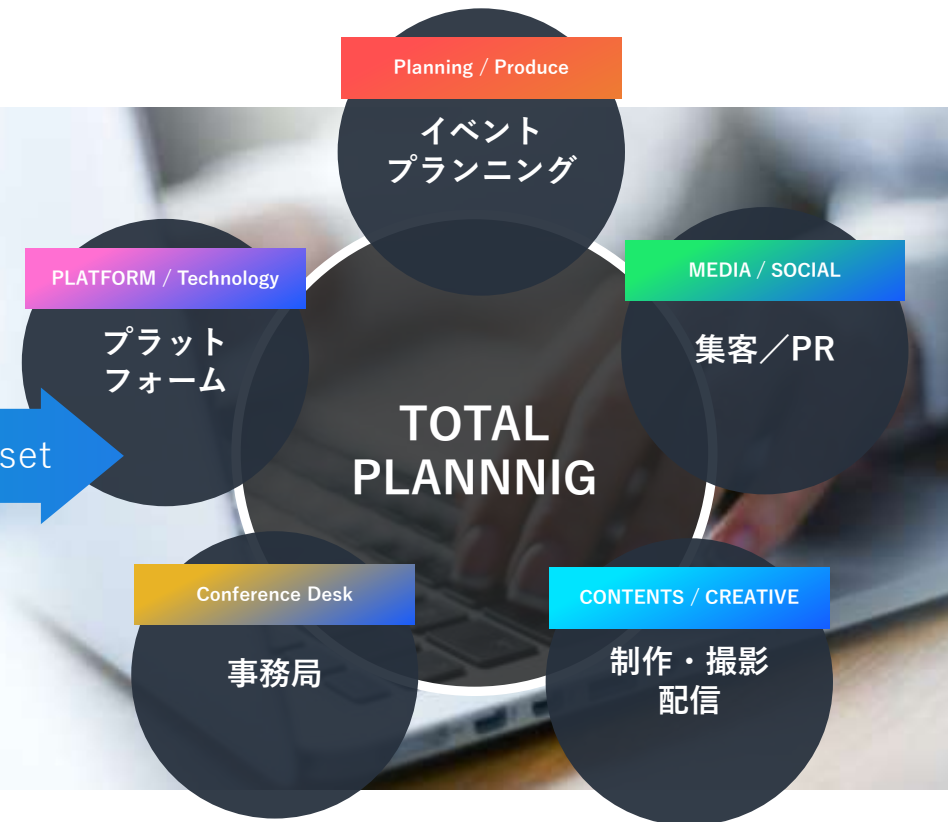 Planning / Produce
イベント
プランニング
PLATFORM / Technology
プラット
フォーム
MEDIA / SOCIAL
集客／PR
set
TOTAL
PLANNNIG
Conference Desk
事務局
CONTENTS / CREATIVE
制作・撮影
配信